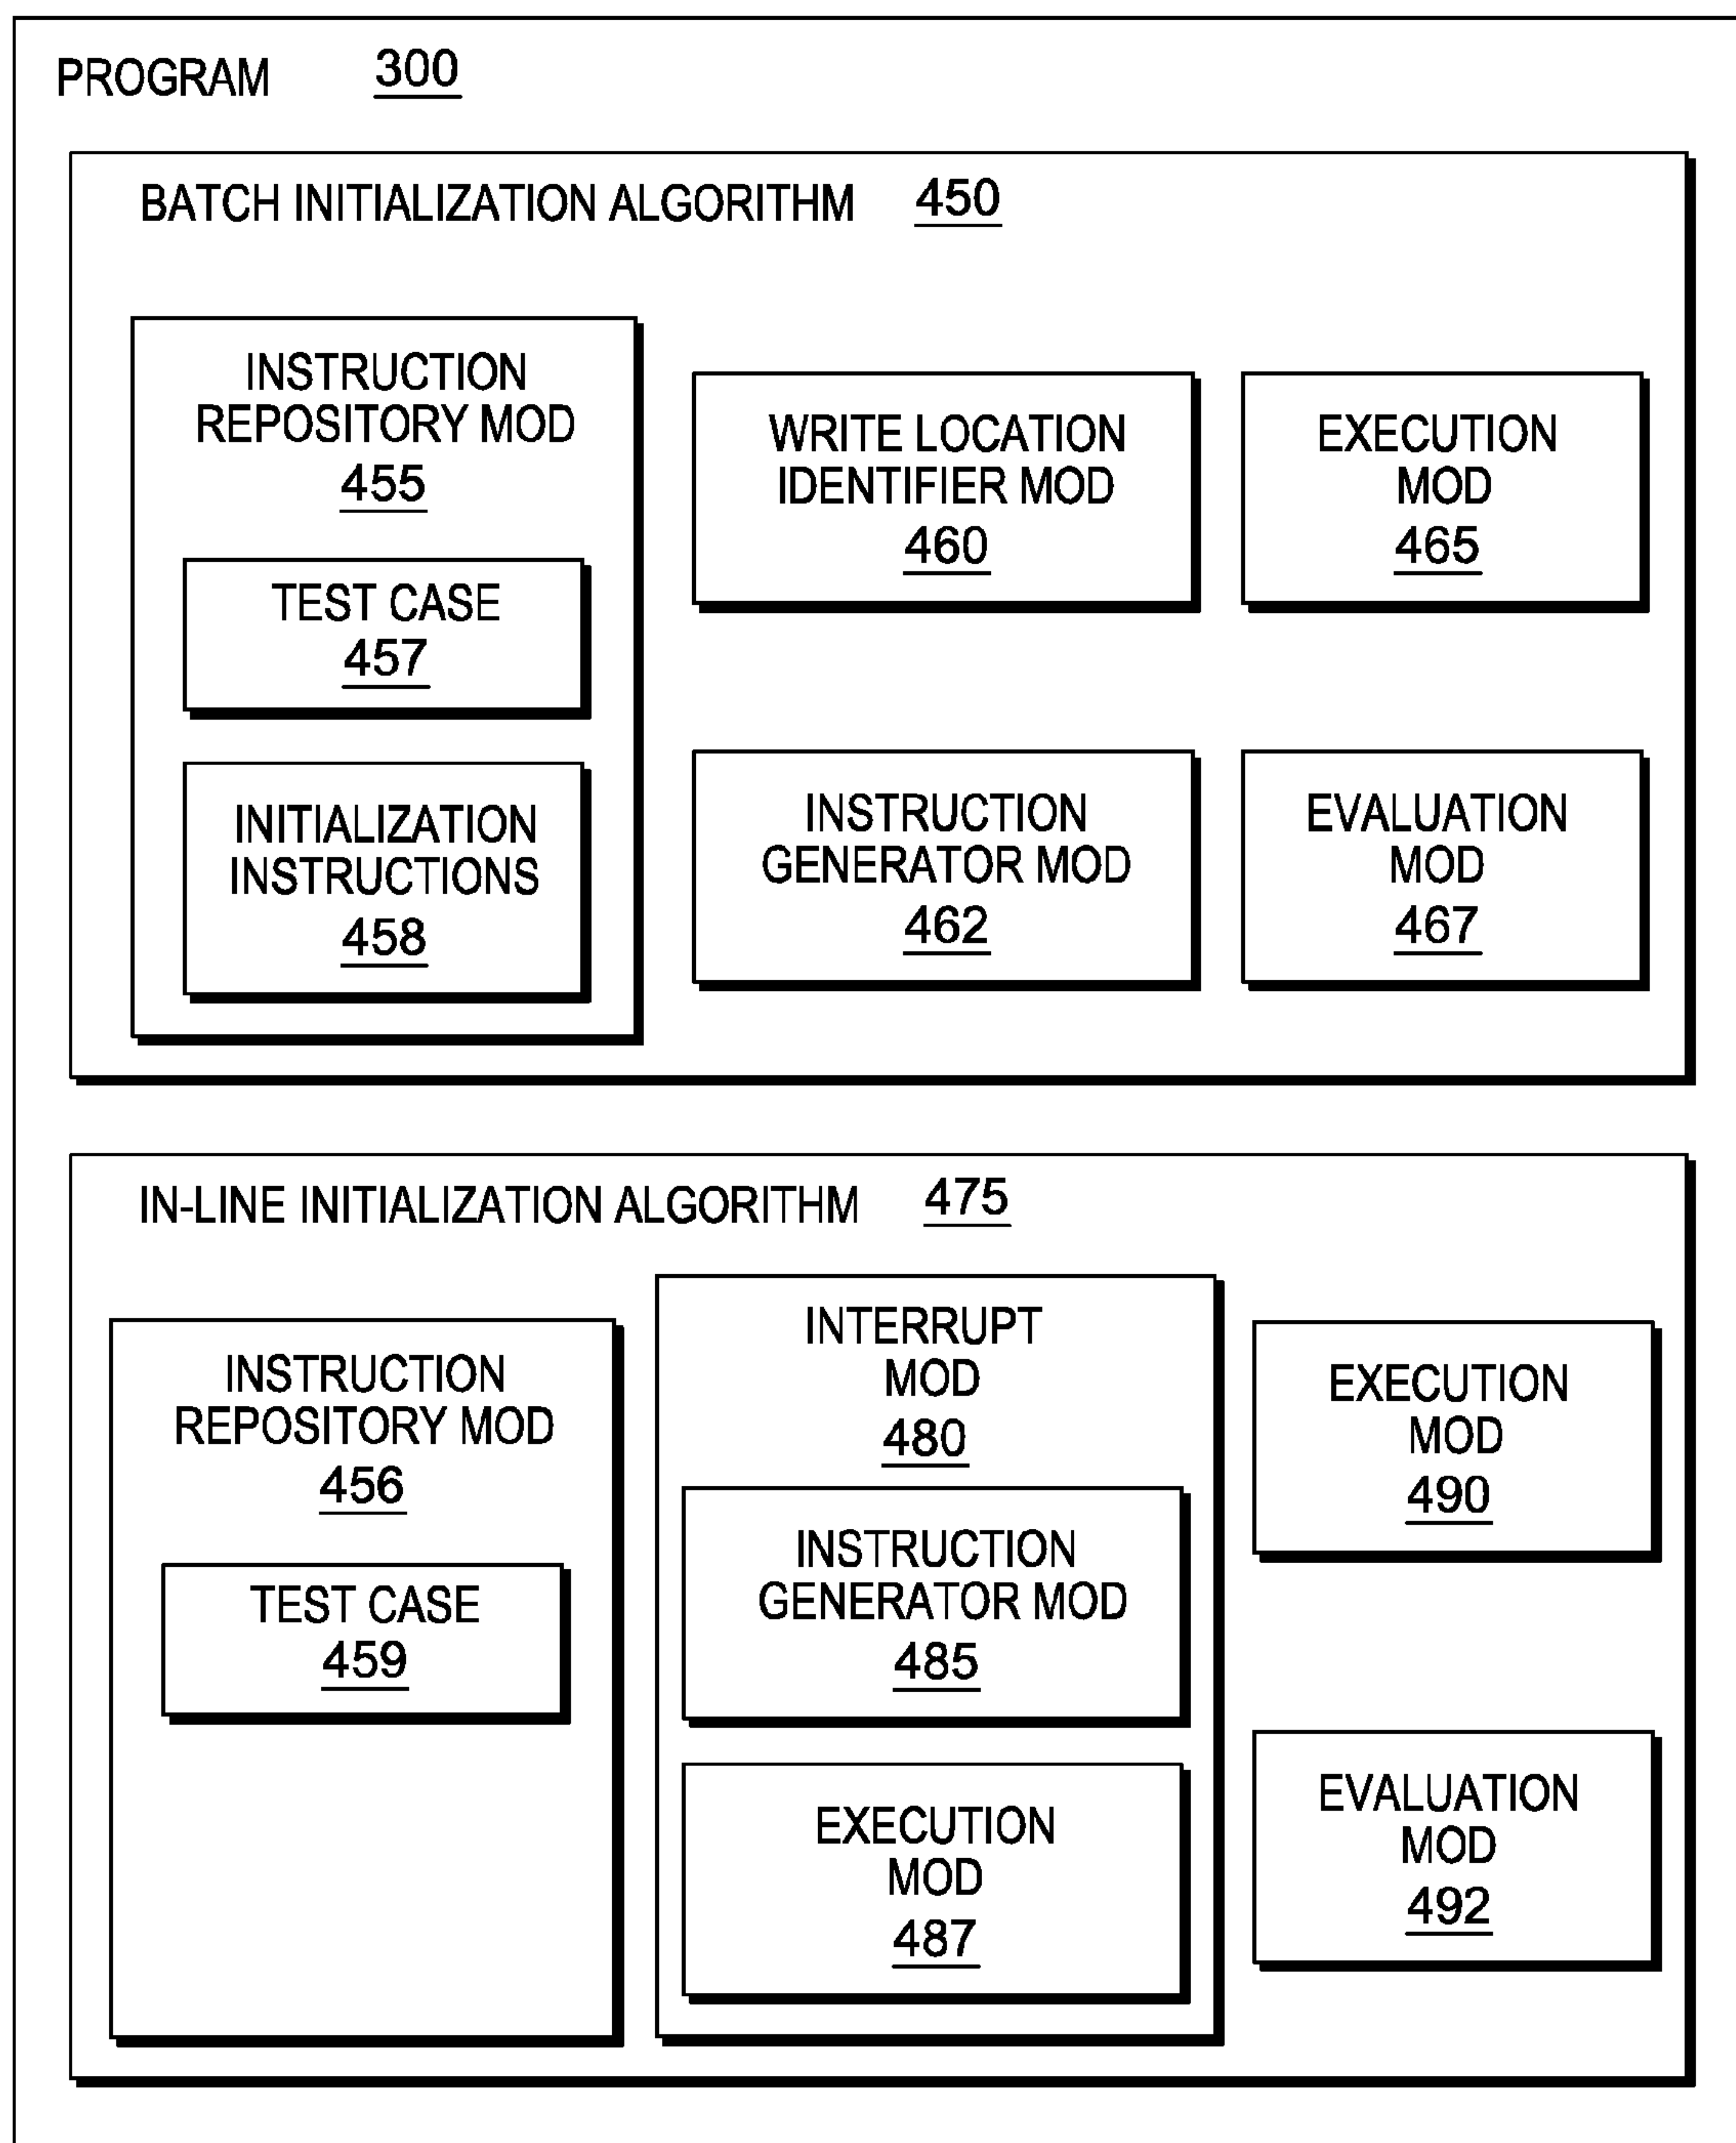 PROGRAM 300
BATCH INITIALIZATION ALGORITHM 450
INSTRUCTION
REPOSITORY MOD
455
TEST CASE
457
INITIALIZATION
INSTRUCTIONS
458
WRITE LOCATION
IDENTIFIER MOD
460
INSTRUCTION
GENERATOR MOD
462
EXECUTION
MOD
465
EVALUATION
MOD
467
IN-LINE INITIALIZATION ALGORITHM 475
INSTRUCTION
REPOSITORY MOD
456
TEST CASE
459
INTERRUPT
MOD
480
INSTRUCTION
GENERATOR MOD
485
EXECUTION
MOD
487
EXECUTION
MOD
490
EVALUATION
MOD
492